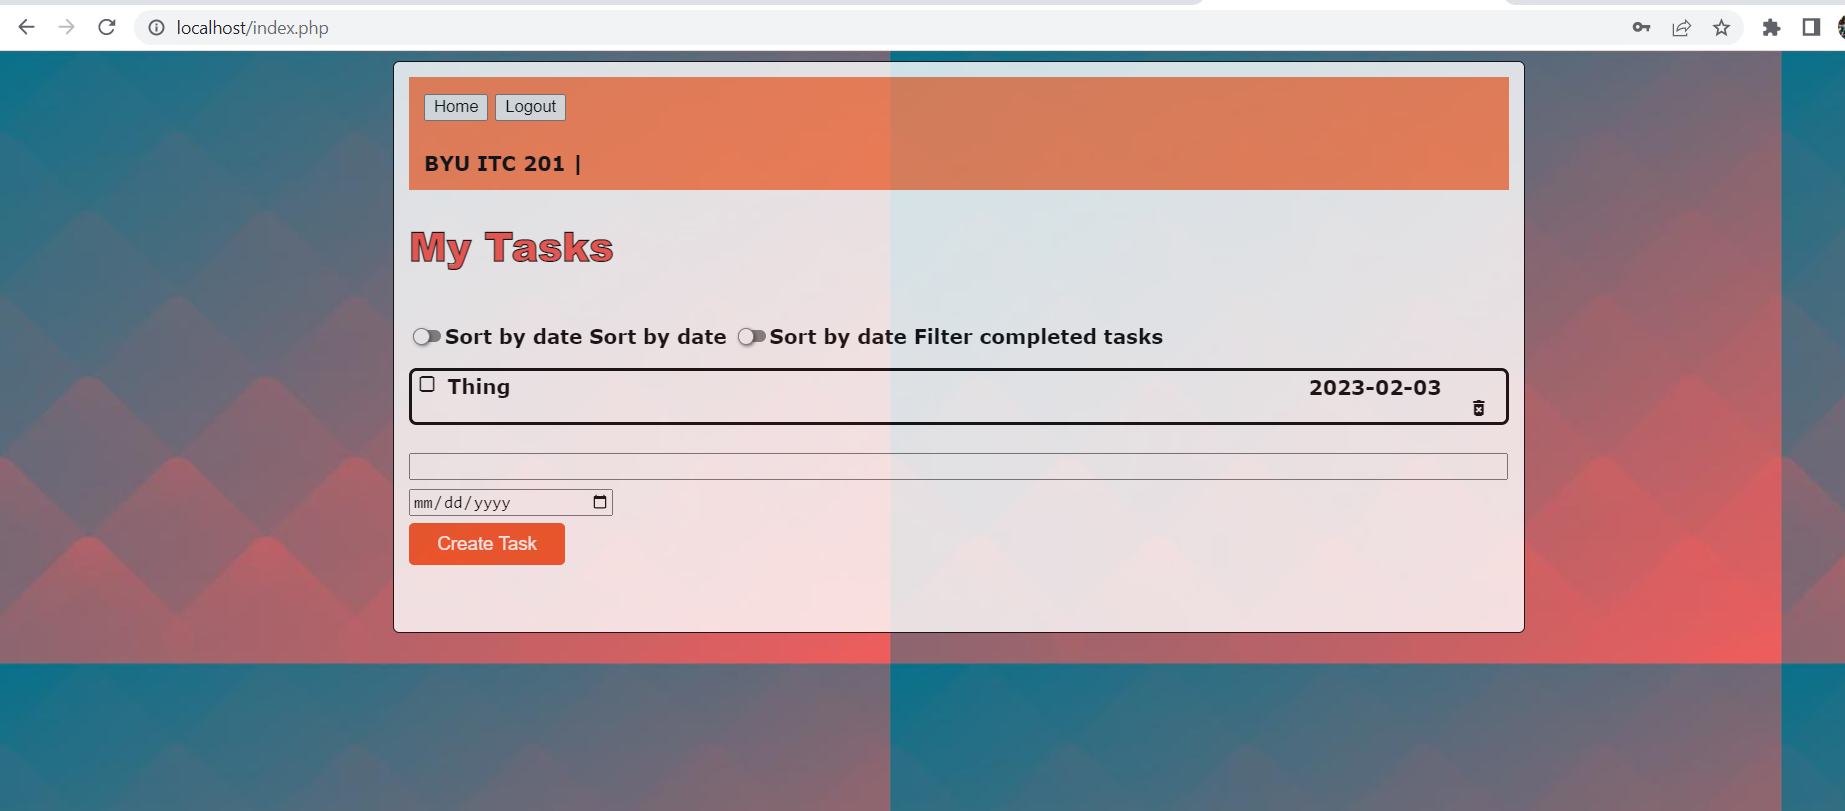 localhost/index.php
Home Logout
BYU ITC 201 |
My Tasks
Sort by date Sort by date Sort by date Filter completed tasks
Thing 2023-02-03
mm/dd/yyyy
Create Task